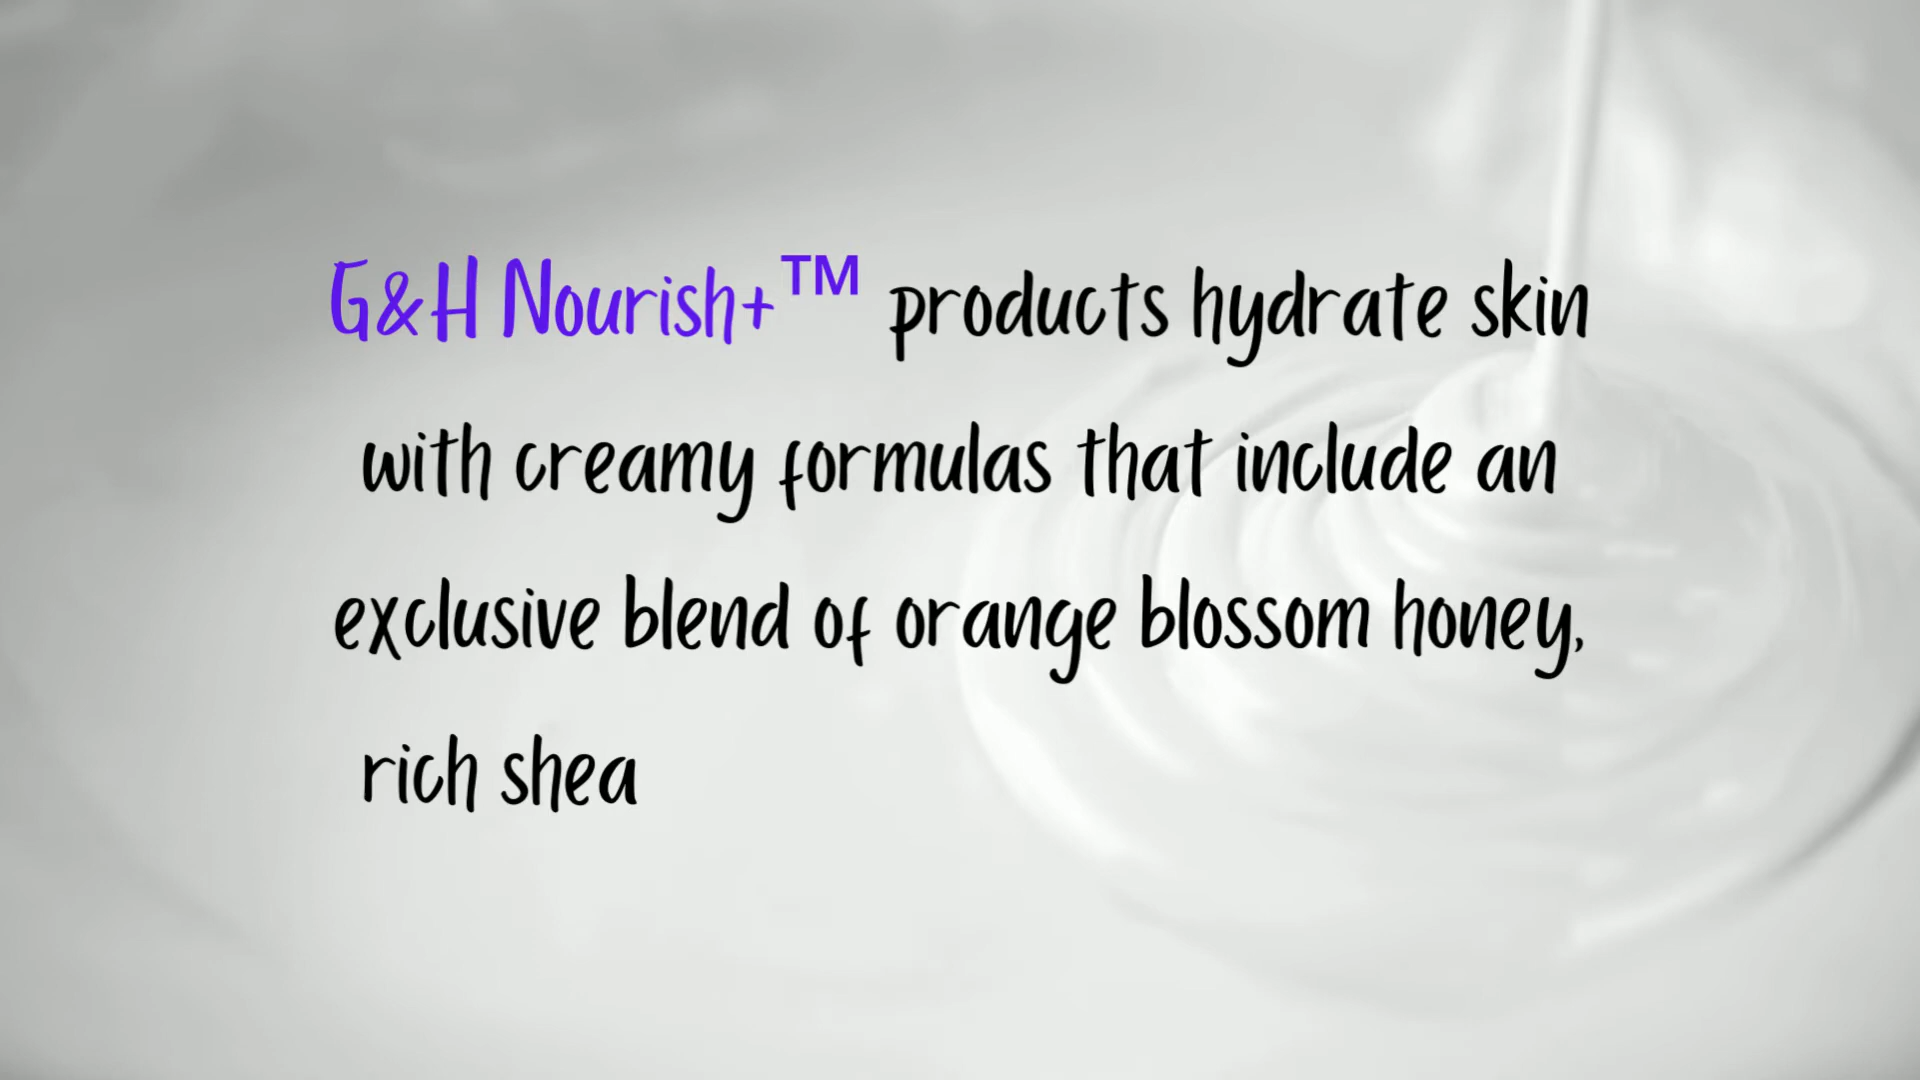 G&H Nourish+™ products hydrate skin
with creamy formulas that include an
exclusive blend of orange blossom honey,
rich shea